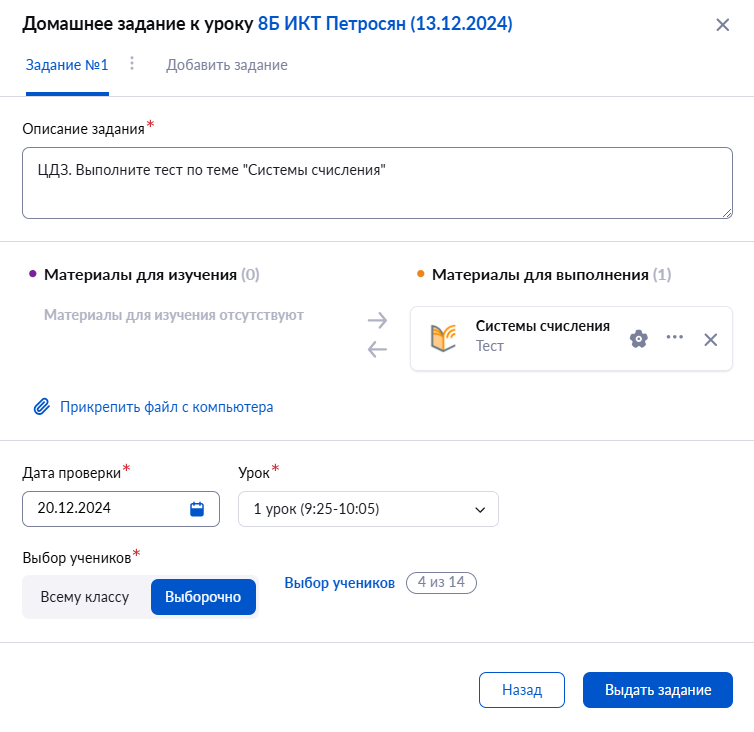 Домашнее задание к уроку 8Б ИКТ Петросян (13.12.2024)
Задание №1
Добавить задание
Описание задания*
ЦДЗ. Выполните тест по теме "Системы счисления"
Материалы для изучения (0)
Материалы для изучения отсутствуют
Материалы для выполнения (1)
Системы счисления
Тест
Прикрепить файл с компьютера
Дата проверки*
20.12.2024
Урок*
1 урок (9:25-10:05)
Выбор учеников*
Всему классу
Выборочно
Выбор учеников
4 из 14
Назад
Выдать задание